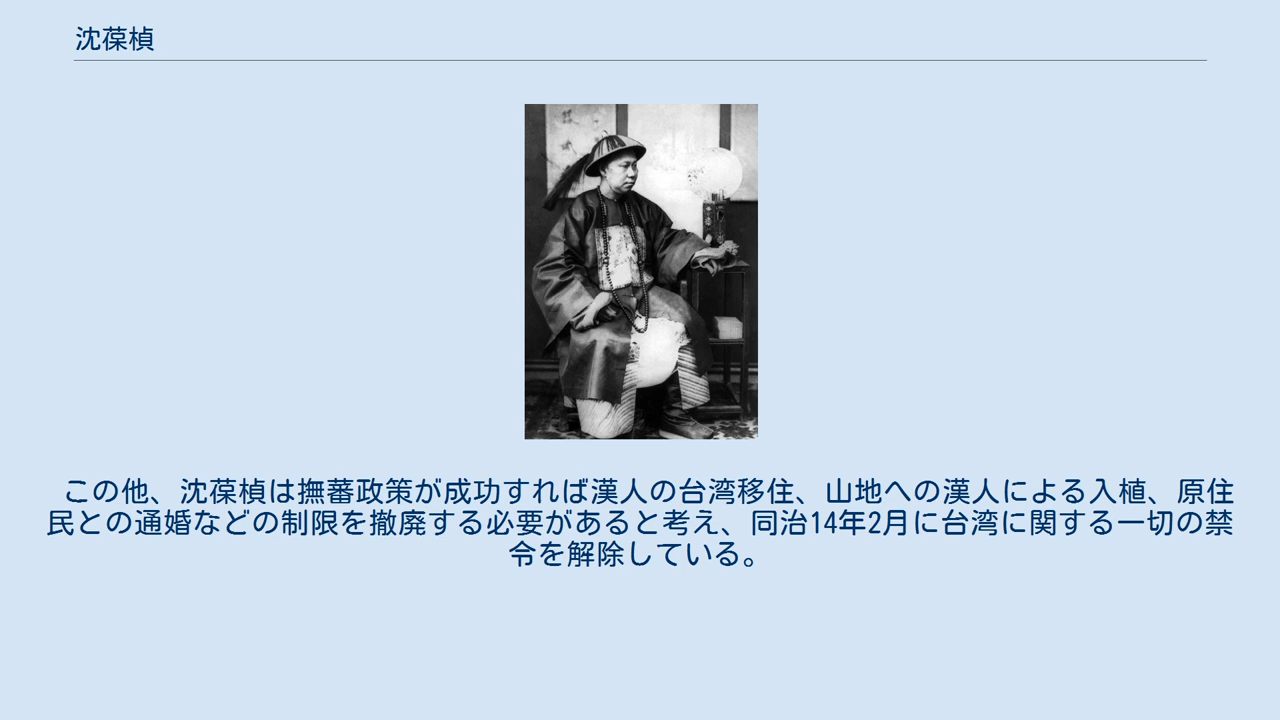 沈葆楨
この他、沈葆楨は撫蕃政策が成功すれば漢人の台湾移住、山地への漢人による入植、原住
民との通婚などの制限を撤廃する必要があると考え、同治14年2月に台湾に関する一切の禁
令を解除している。